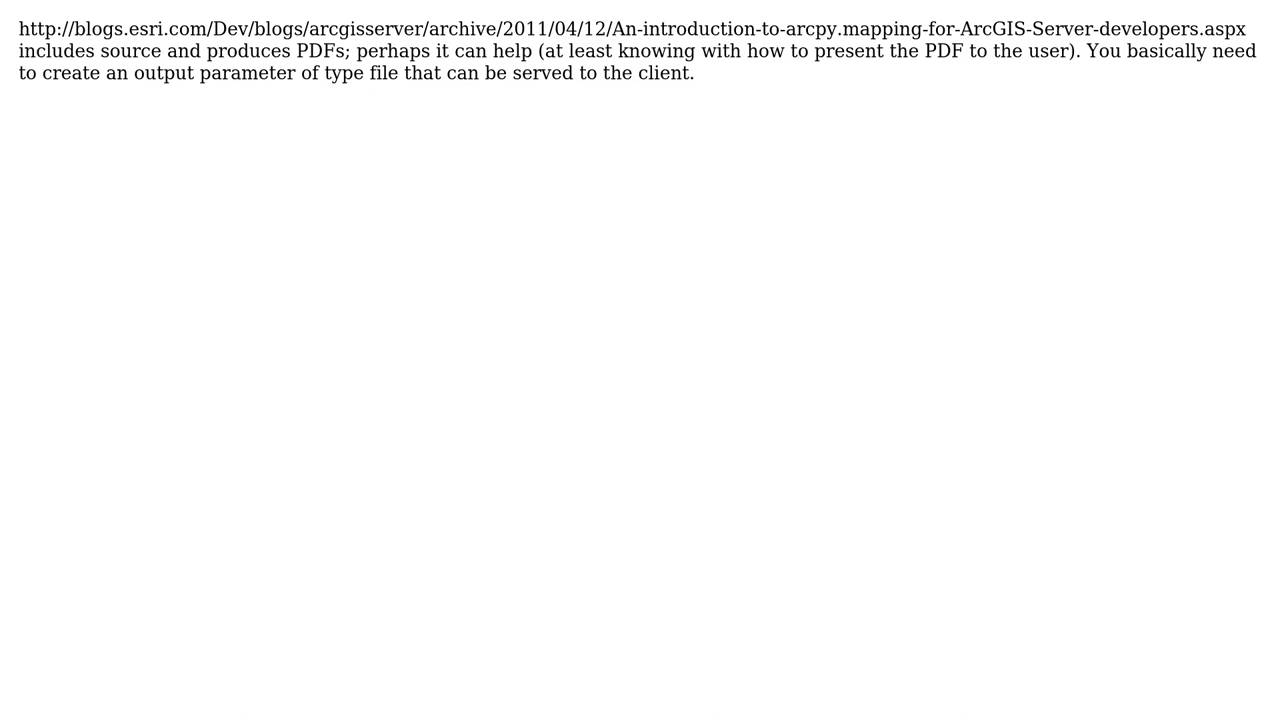 http://blogs.esri.com/Dev/blogs/arcgisserver/archive/2011/04/12/An-introduction-to-arcpy.mapping-for-ArcGIS-Server-developers.aspx
includes source and produces PDFs; perhaps it can help (at least knowing with how to present the PDF to the user). You basically need
to create an output parameter of type file that can be served to the client.